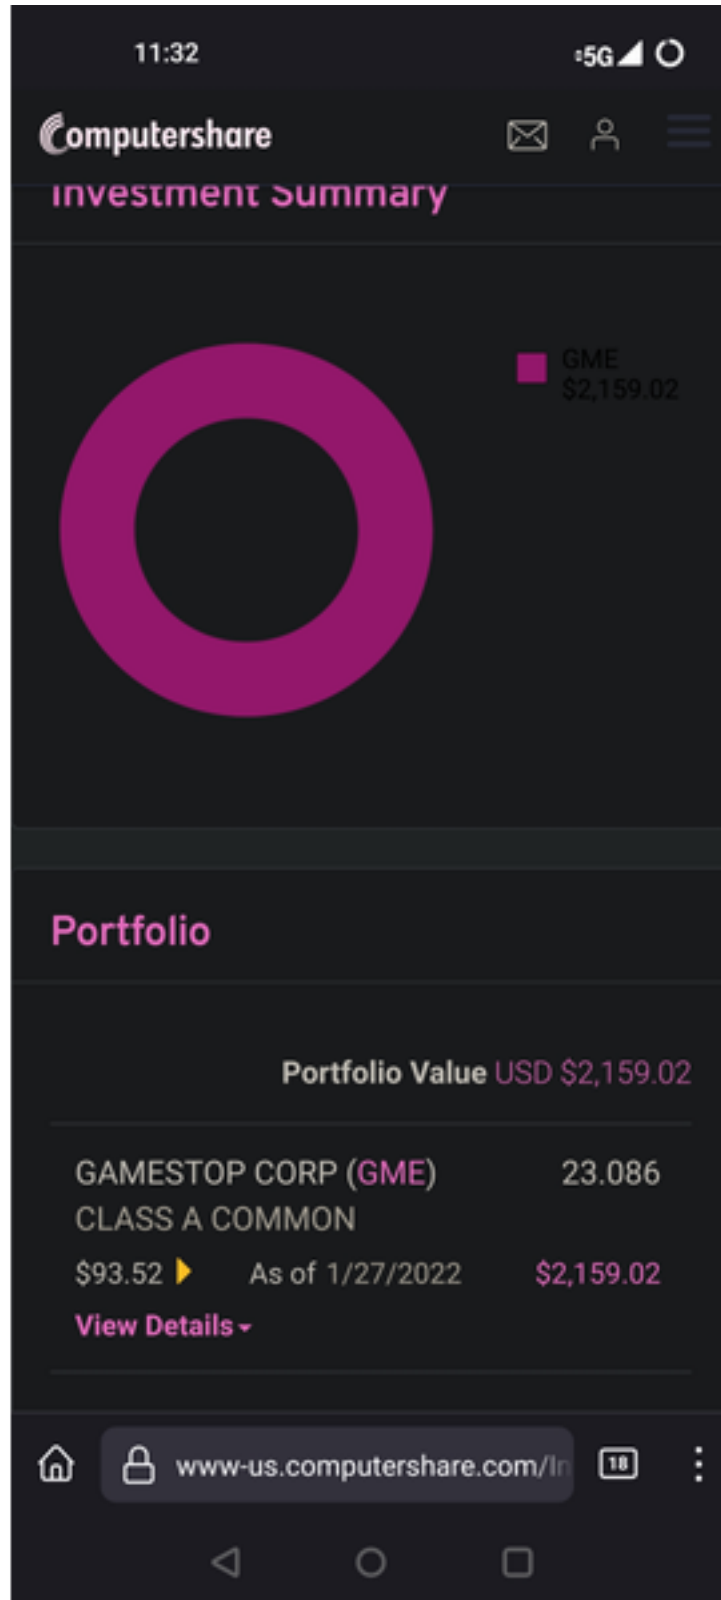 11:32 5G
Computershare
Investment Summary
GME
$2,159.02
Portfolio
Portfolio Value USD $2,159.02
GAMESTOP CORP (GME) 23.086
CLASS A COMMON
$93.52 As of 1/27/2022 $2,159.02
View Details
www-us.computershare.com/In 18